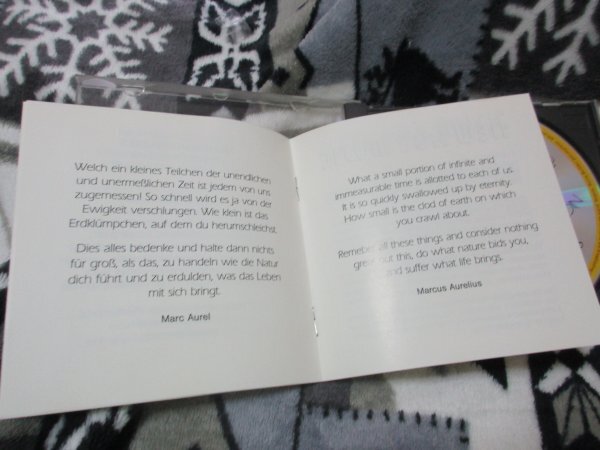 Welch ein kleines Teilchen der unendlichen
und unermeßlichen Zeit ist jedem von uns
zugemessen! So schnell wird es ja von der
Ewigkeit verschlungen. Wie klein ist das
Erdklümpchen, auf dem du herumschleichst.
Dies alles bedenke und halte dann nichts
für groß, als das, zu handeln wie die Natur
dich führt und zu erdulden, was das Leben
mit sich bringt.
Marc Aurel
What a small portion of infinite and
immeasurable time is allotted to each of us.
It is so quickly swallowed up by eternity.
How small is the clod of earth on which
you crawl about.
Remeber all these things and consider nothing
great but this, do what nature bids you,
and suffer what life brings.
Marcus Aurelius